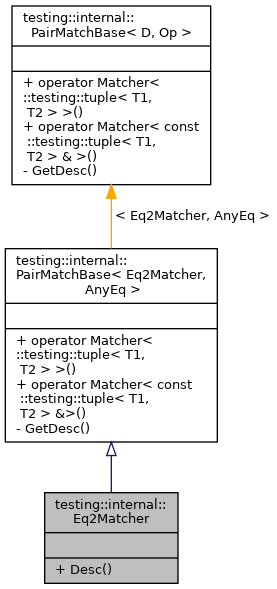 testing::internal::
PairMatchBase< D, Op >
+ operator Matcher<
::testing::tuple< T1,
T2 > >()
+ operator Matcher< const
::testing::tuple< T1,
T2 > & >()
- GetDesc()
< Eq2Matcher, AnyEq >
testing::internal::
PairMatchBase< Eq2Matcher,
AnyEq >
+ operator Matcher<
::testing::tuple< T1,
T2 > >()
+ operator Matcher< const
::testing::tuple< T1,
T2 > &>()
- GetDesc()
testing::internal::
Eq2Matcher
+ Desc()